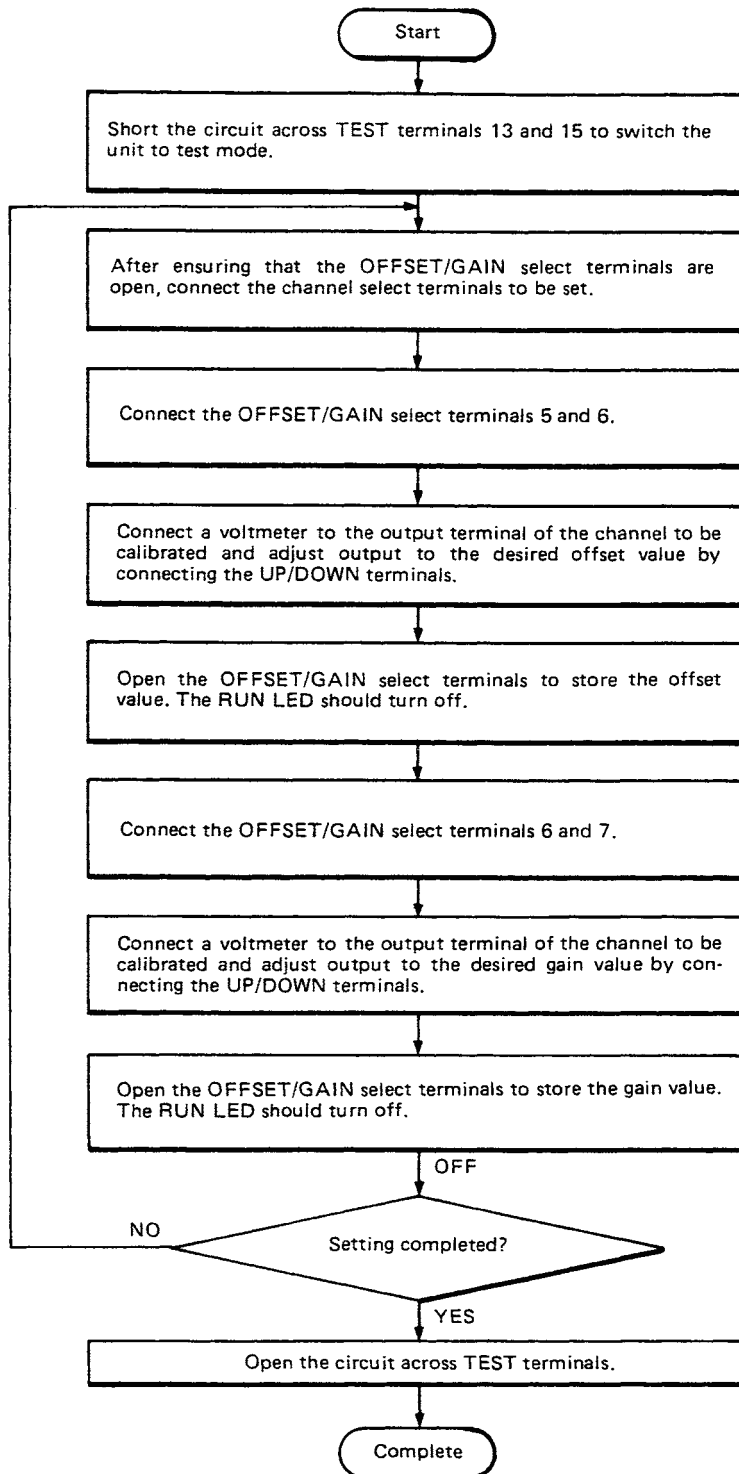 Start
Short the circuit across TEST terminals 13 and 15 to switch the
unit to test mode.
After ensuring that the OFFSET/GAIN select terminals are
open, connect the channel select terminals to be set.
Connect the OFFSET/GAIN select terminals 5 and 6.
Connect a voltmeter to the output terminal of the channel to be
calibrated and adjust output to the desired offset value by
connecting the UP/DOWN terminals.
Open the OFFSET/GAIN select terminals to store the offset
value. The RUN LED should turn off.
Connect the OFFSET/GAIN select terminals 6 and 7.
Connect a voltmeter to the output terminal of the channel to be
calibrated and adjust output to the desired gain value by con-
necting the UP/DOWN terminals.
Open the OFFSET/GAIN select terminals to store the gain value.
The RUN LED should turn off.
OFF
NO
Setting completed?
YES
Open the circuit across TEST terminals.
Complete